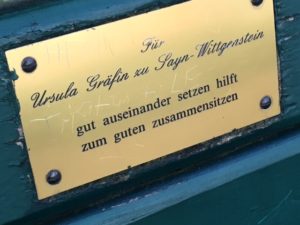 Für
Ursula Gräfin zu Sayn-Wittgenstein
gut auseinander setzen hilft
zum guten zusammensitzen